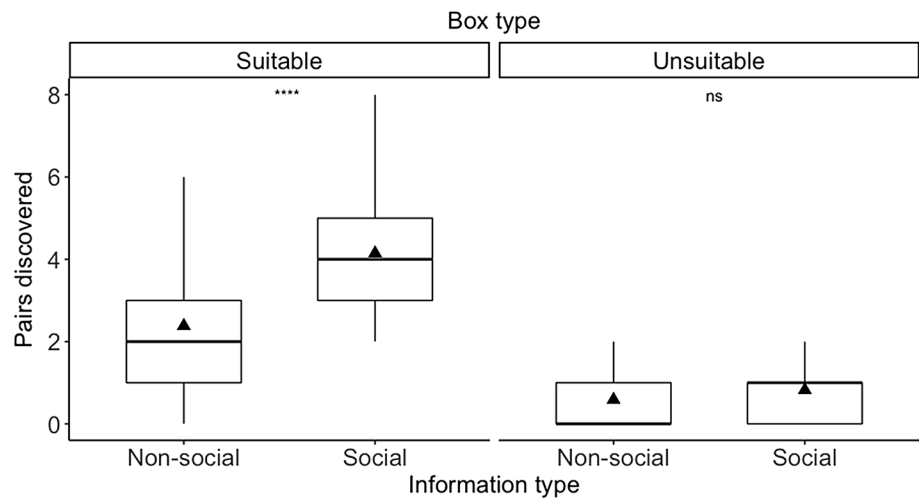 Box type
Suitable Unsuitable
8 **** ns
6
4
2
0
Pairs discovered
Non-social Social Non-social Social
Information type